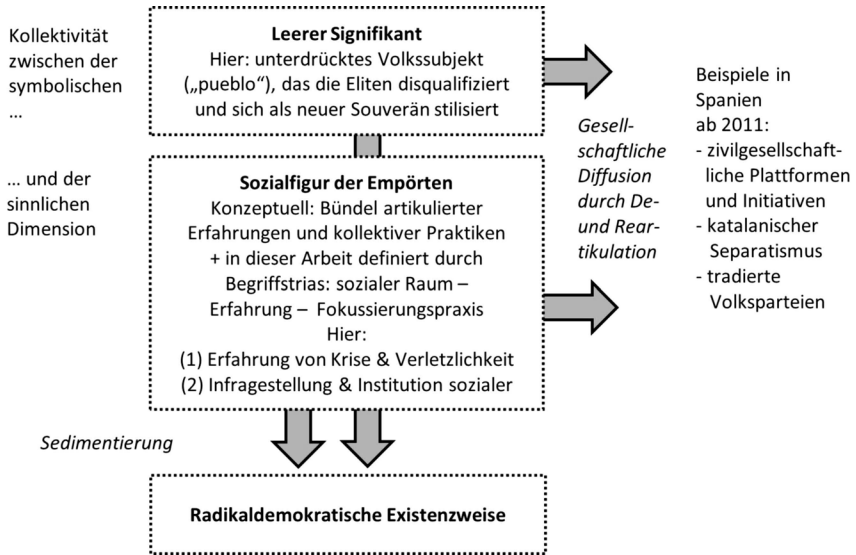 Kollektivität
zwischen der
symbolischen
…
… und der
sinnlichen
Dimension
Leerer Signifikant
Hier: unterdrücktes Volkssubjekt
(„pueblo“), das die Eliten disqualifiziert
und sich als neuer Souverän stilisiert
Sozialfigur der Empörten
Konzeptuell: Bündel artikulierter
Erfahrungen und kollektiver Praktiken
+ in dieser Arbeit definiert durch
Begriffstrias: sozialer Raum –
Erfahrung – Fokussierungspraxis
Hier:
(1) Erfahrung von Krise & Verletzlichkeit
(2) Infragestellung & Institution sozialer
Gesell-
schaftliche
Diffusion
durch De-
und Rear-
tikulation
Beispiele in
Spanien
ab 2011:
- zivilgesellschaft-
liche Plattformen
und Initiativen
- katalanischer
Separatismus
- tradierte
Volksparteien
Sedimentierung
Radikaldemokratische Existenzweise